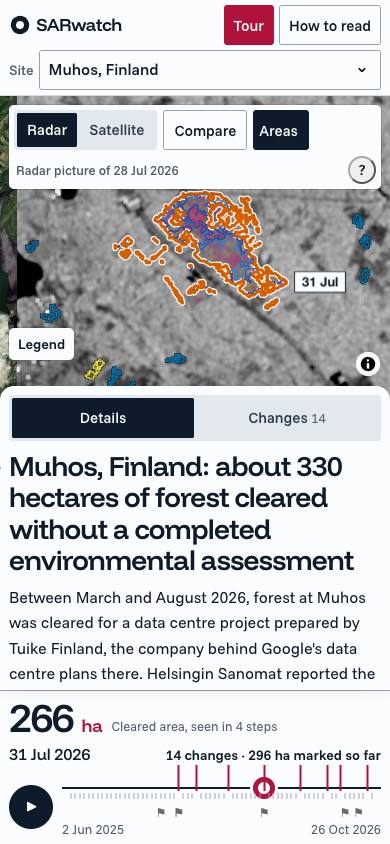 SARwatch
Tour
How to read
Site
Muhos, Finland
Radar
Satellite
Compare
Areas
Radar picture of 28 Jul 2026
?
31 Jul
Legend
Details
Changes 14
Muhos, Finland: about 330
hectares of forest cleared
without a completed
environmental assessment
Between March and August 2026, forest at Muhos
was cleared for a data centre project prepared by
Tuike Finland, the company behind Google's data
centre plans there. Helsingin Sanomat reported the
266 ha Cleared area, seen in 4 steps
31 Jul 2026
14 changes · 296 ha marked so far
2 Jun 2025
26 Oct 2026